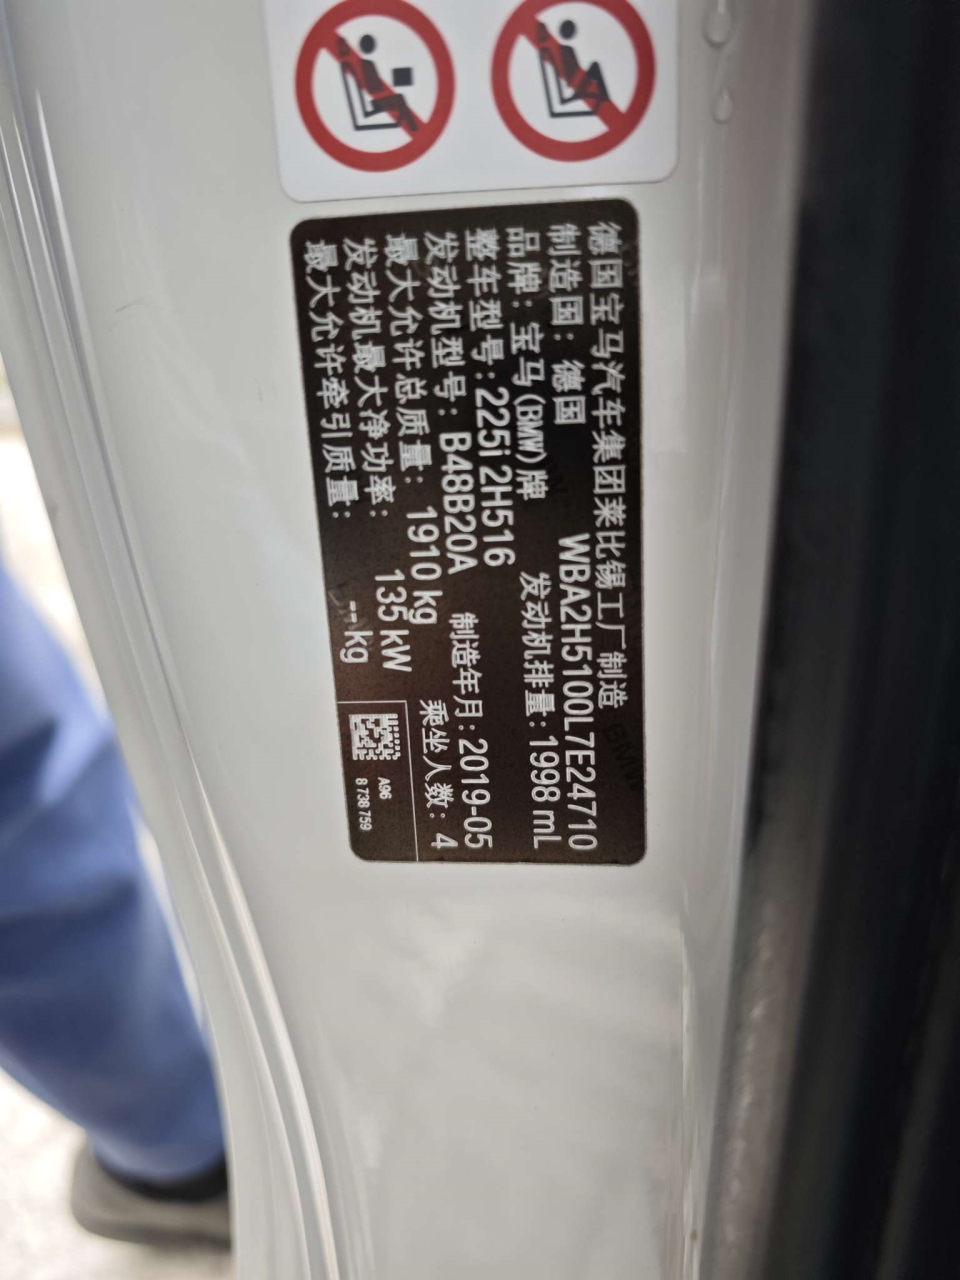 德国宝马汽车集团莱比锡工厂制造
制造国：德国 WBA2H5100L7E24710
品牌：宝马(BMW)牌 发动机排量：1998 mL
整车型号：225i 2H516
发动机型号：B48B20A 制造年月：2019-05
最大允许总质量：1910 kg 乘坐人数：4
发动机最大净功率：135 kW
最大允许牵引质量：-- kg
A96
8 738 759